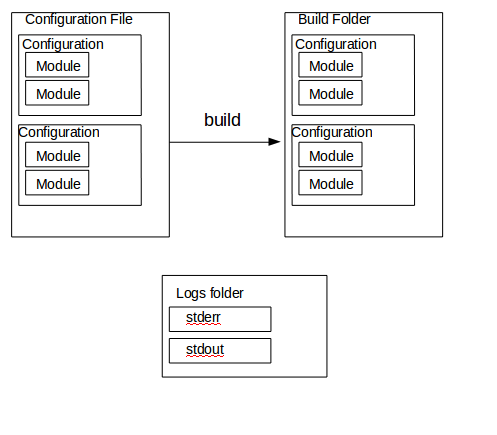 Configuration File
Configuration
Module
Module
Configuration
Module
Module
build
Build Folder
Configuration
Module
Module
Configuration
Module
Module
Logs folder
stderr
stdout